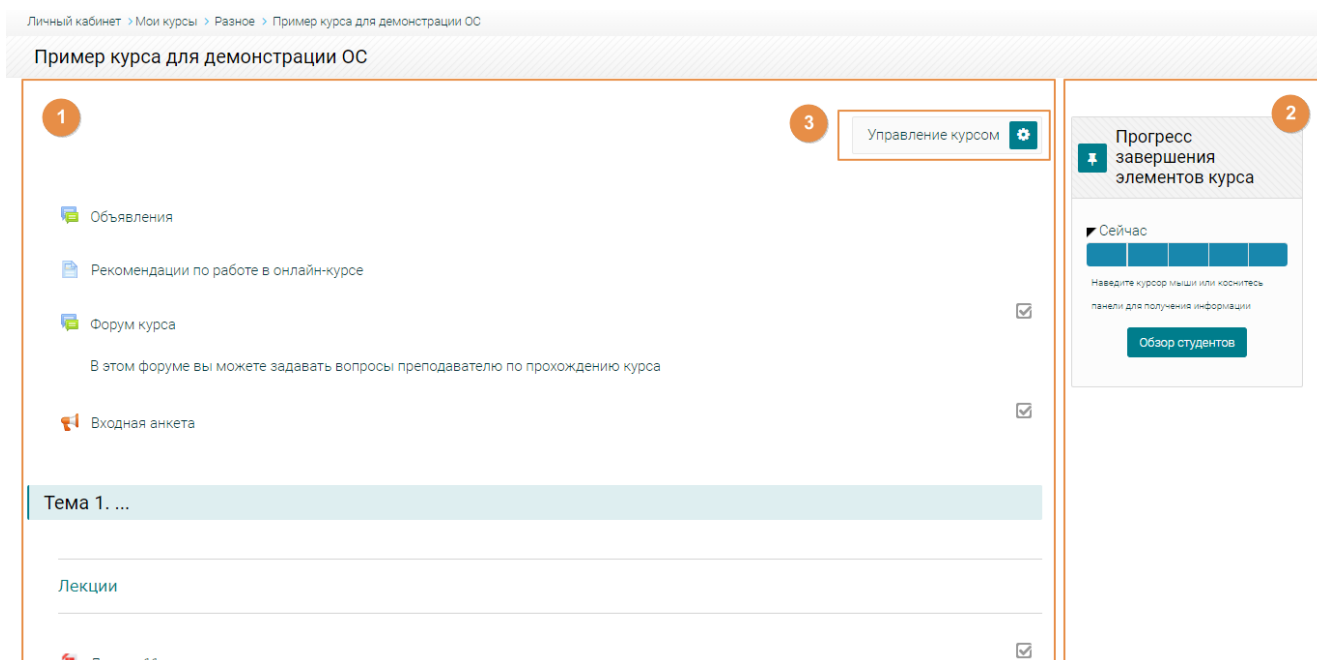 Личный кабинет > Мои курсы > Разное > Пример курса для демонстрации ОС
Пример курса для демонстрации ОС
1
3
Управление курсом
2
Прогресс
завершения
элементов курса
Объявления
Сейчас
Рекомендации по работе в онлайн-курсе
Наведите курсор мыши или коснитесь
панели для получения информации
Форум курса
Обзор студентов
В этом форуме вы можете задавать вопросы преподавателю по прохождению курса
Входная анкета
Тема 1. ...
Лекции